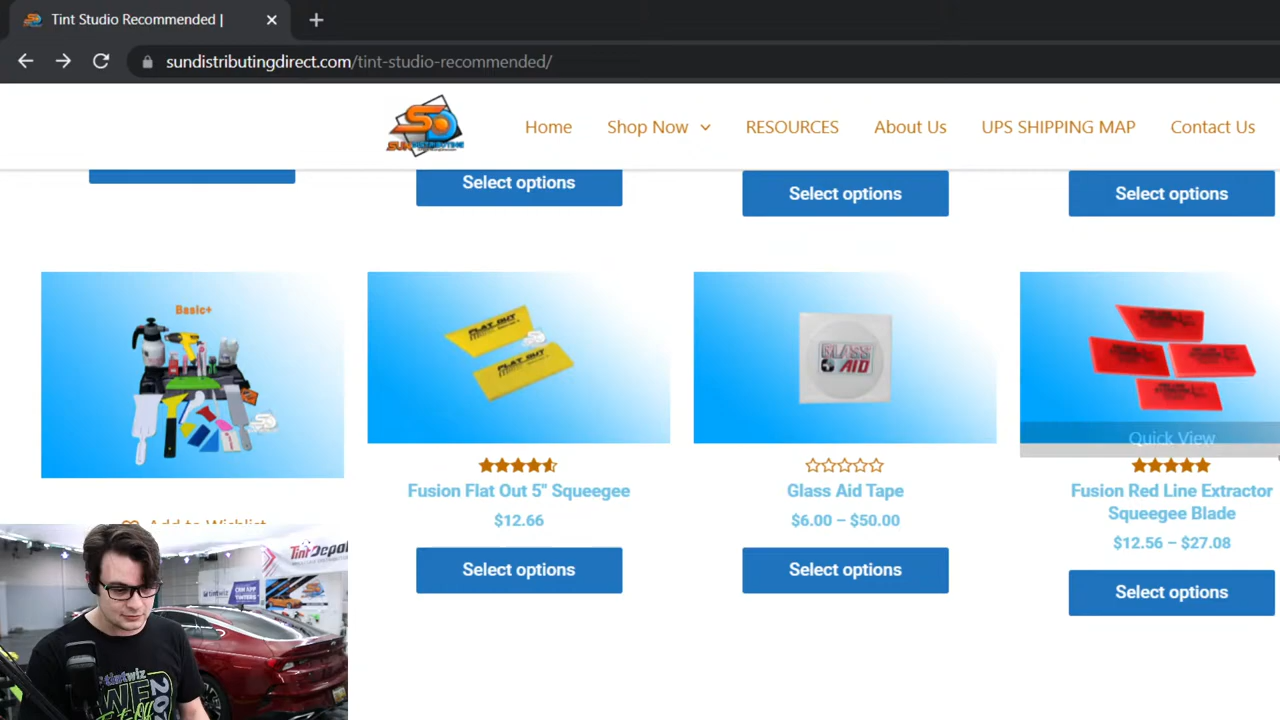 Tint Studio Recommended |
sundistributingdirect.com/tint-studio-recommended/
Home
Shop Now
RESOURCES
About Us
UPS SHIPPING MAP
Contact Us
Select options
Select options
Select options
Basic+
FLAT OUT
FLAT OUT
GLASS
AID
Quick View
Fusion Flat Out 5" Squeegee
$12.66
Select options
Glass Aid Tape
$6.00 – $50.00
Select options
Fusion Red Line Extractor
Squeegee Blade
$12.56 – $27.08
Select options
Add to Wishlist